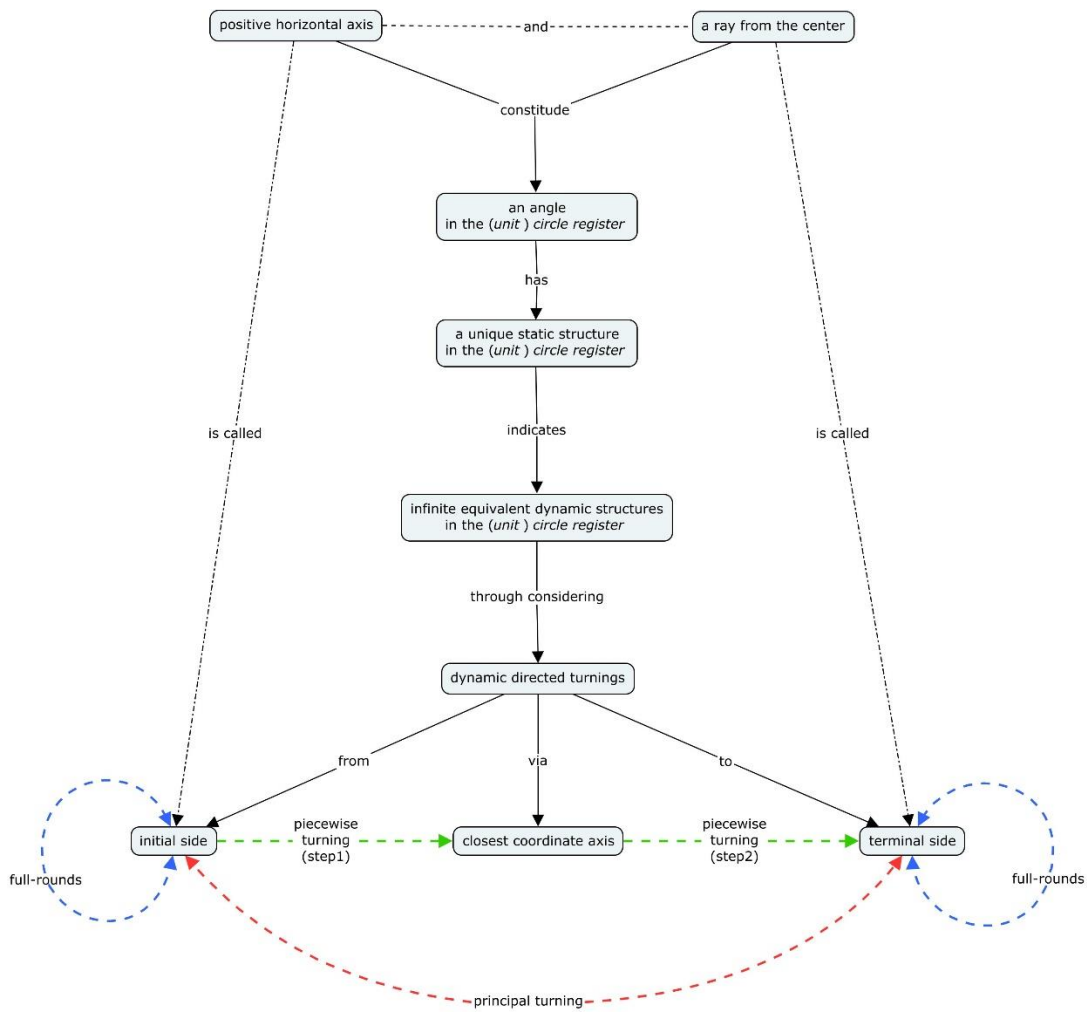 positive horizontal axis
and
a ray from the center
constitude
an angle
in the (unit ) circle register
has
a unique static structure
in the (unit ) circle register
is called
indicates
is called
infinite equivalent dynamic structures
in the (unit ) circle register
through considering
dynamic directed turnings
from
via
to
piecewise
turning
(step1)
piecewise
turning
(step2)
initial side
closest coordinate axis
terminal side
full-rounds
full-rounds
principal turning